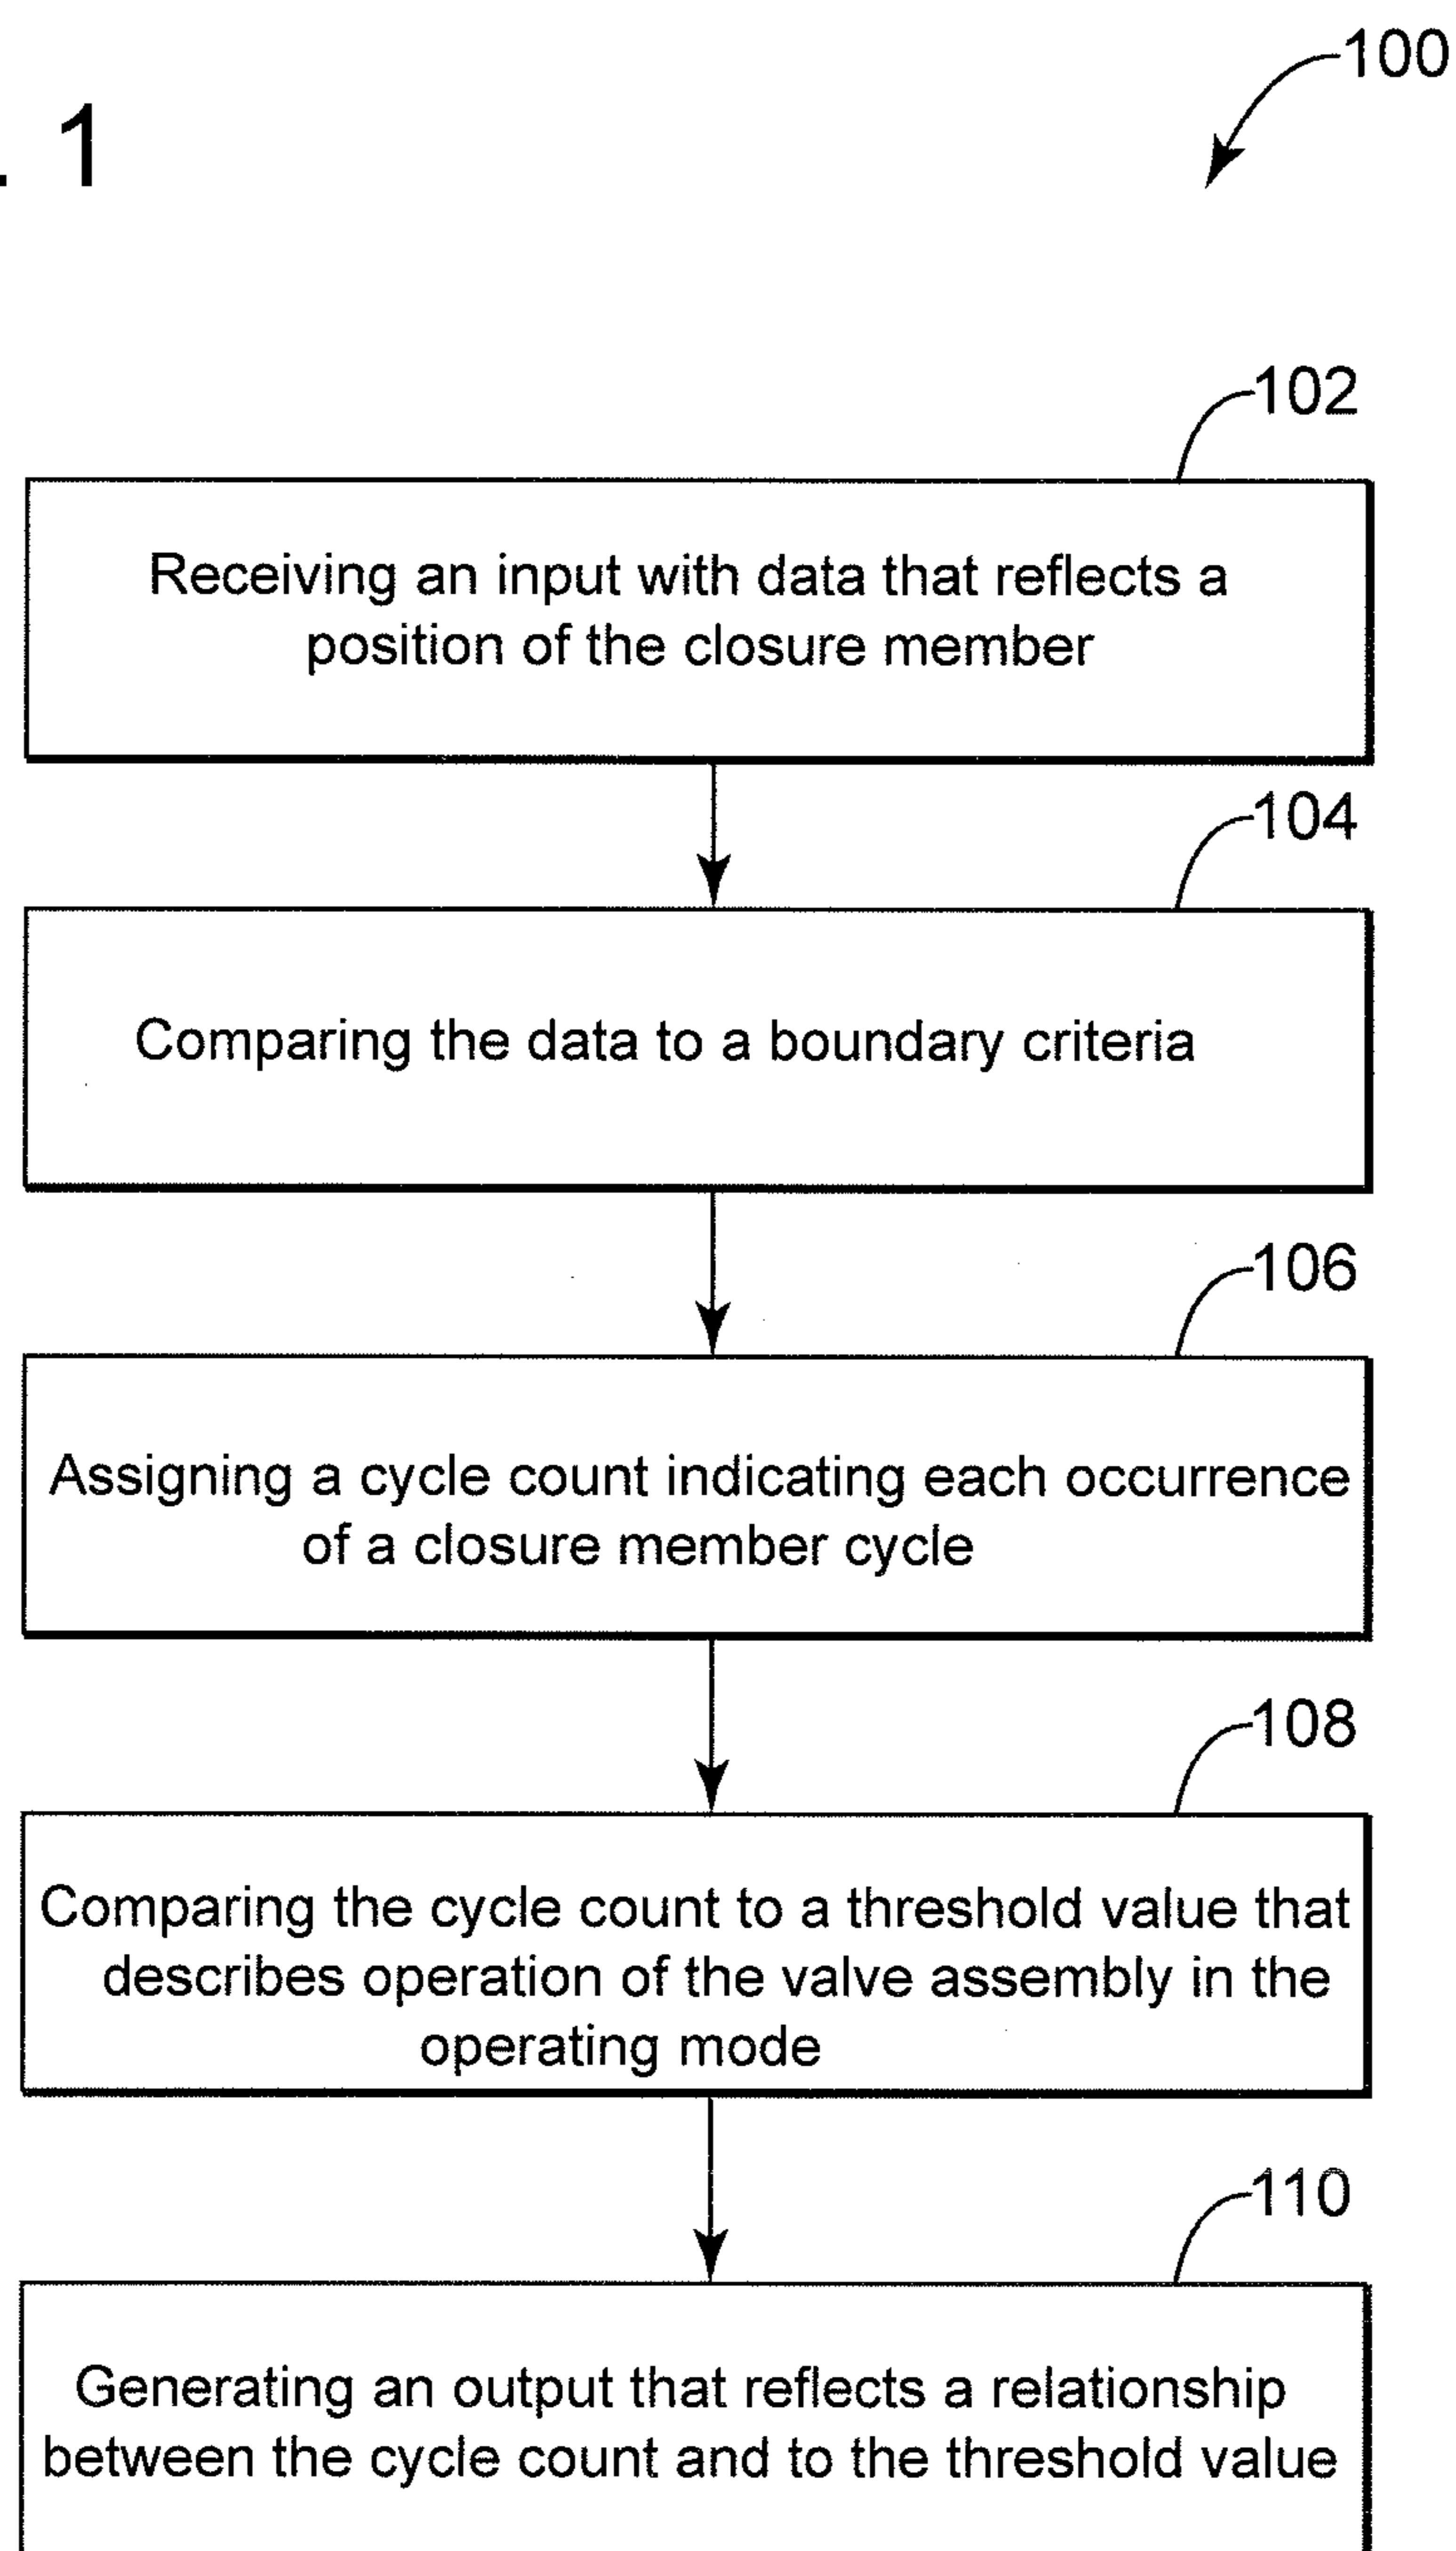 . 1
100
102
Receiving an input with data that reflects a
position of the closure member
104
Comparing the data to a boundary criteria
106
Assigning a cycle count indicating each occurrence
of a closure member cycle
108
Comparing the cycle count to a threshold value that
describes operation of the valve assembly in the
operating mode
110
Generating an output that reflects a relationship
between the cycle count and to the threshold value